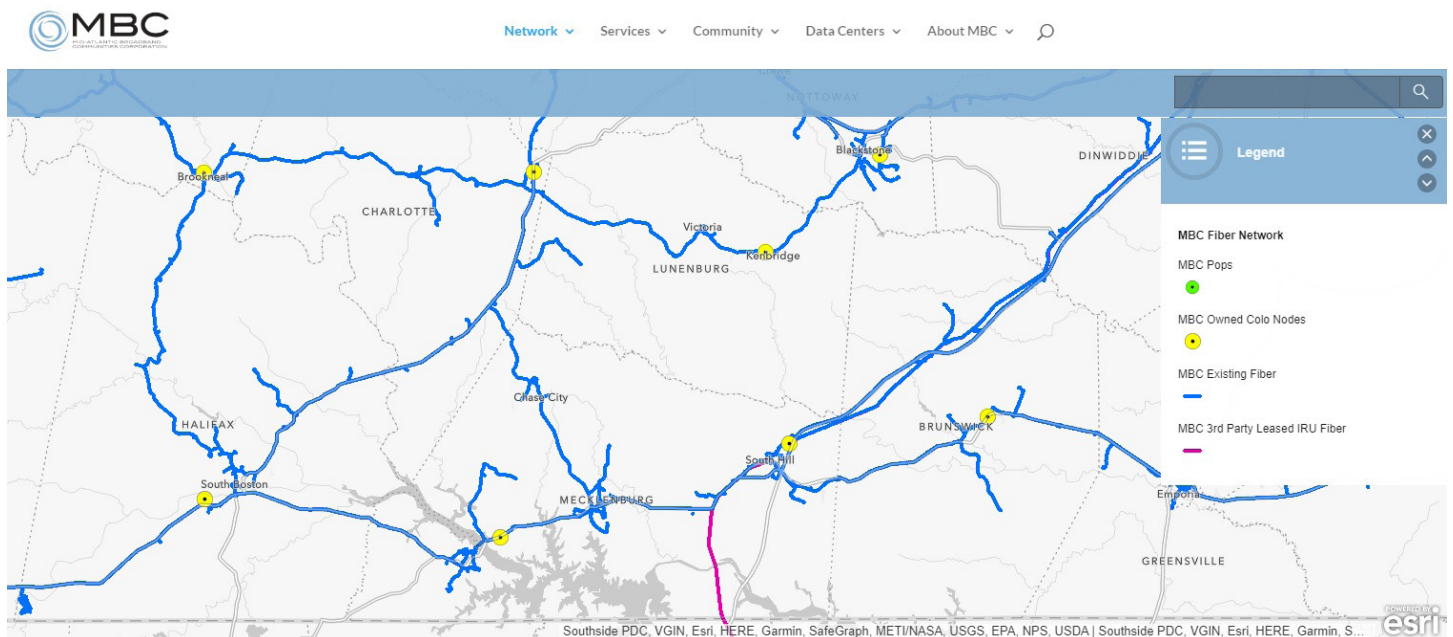 MBC
MID-ATLANTIC BROADBAND
COMMUNITIES CORPORATION
Network
Services
Community
Data Centers
About MBC
NOTTOWAY
Blackstone
DINWIDDIE
Legend
Brookneal
CHARLOTTE
Victoria
Kenbridge
LUNENBURG
MBC Fiber Network
MBC Pops
MBC Owned Colo Nodes
MBC Existing Fiber
MBC 3rd Party Leased IRU Fiber
Chase City
HALIFAX
BRUNSWICK
South Hill
South Boston
MECKLENBURG
Emporia
GREENSVILLE
Southside PDC, VGIN, Esri, HERE, Garmin, SafeGraph, METI/NASA, USGS, EPA, NPS, USDA | Southside PDC, VGIN, Esri, HERE, Garmin, S...
POWERED BY
esri